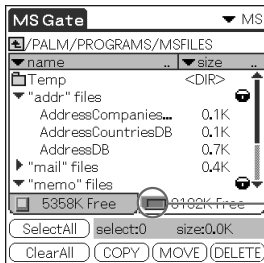 MS Gate ▼ MS
/PALM/PROGRAMS/MSFILES
▼name .. ▼size ..
Temp <DIR>
▼ "addr" files
AddressCompanies... 0.1K
AddressCountriesDB 0.1K
AddressDB 0.7K
▶ "mail" files 0.4K
▼ "memo" files
5358K Free 8192K Free
SelectAll select:0 size:0.0K
ClearAll COPY MOVE DELETE